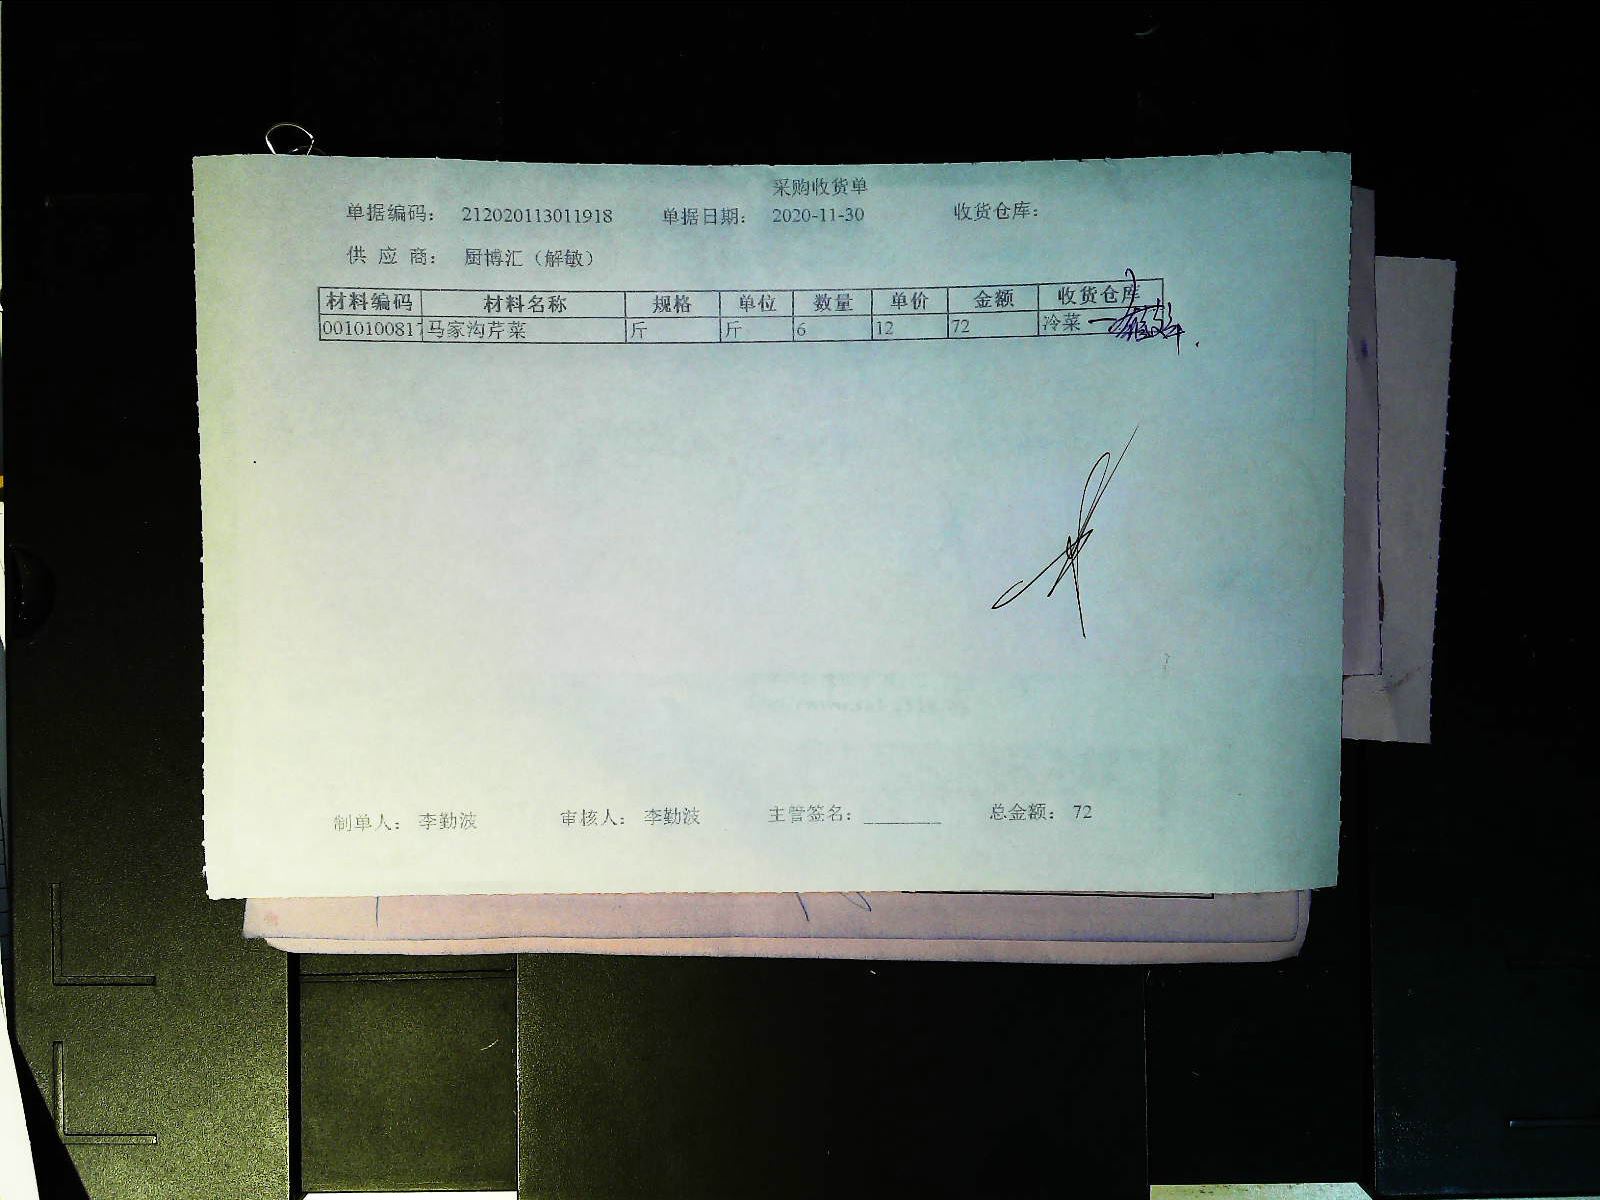 采购收货单
单据编码: 212020113011918 单据日期: 2020-11-30 收货仓库:
供 应 商: 厨博汇（解敏）
材料编码 材料名称 规格 单位 数量 单价 金额 收货仓库
0010100817 马家沟芹菜 斤 斤 6 12 72 冷菜
制单人: 李勤波 审核人: 李勤波 主管签名: ________ 总金额: 72